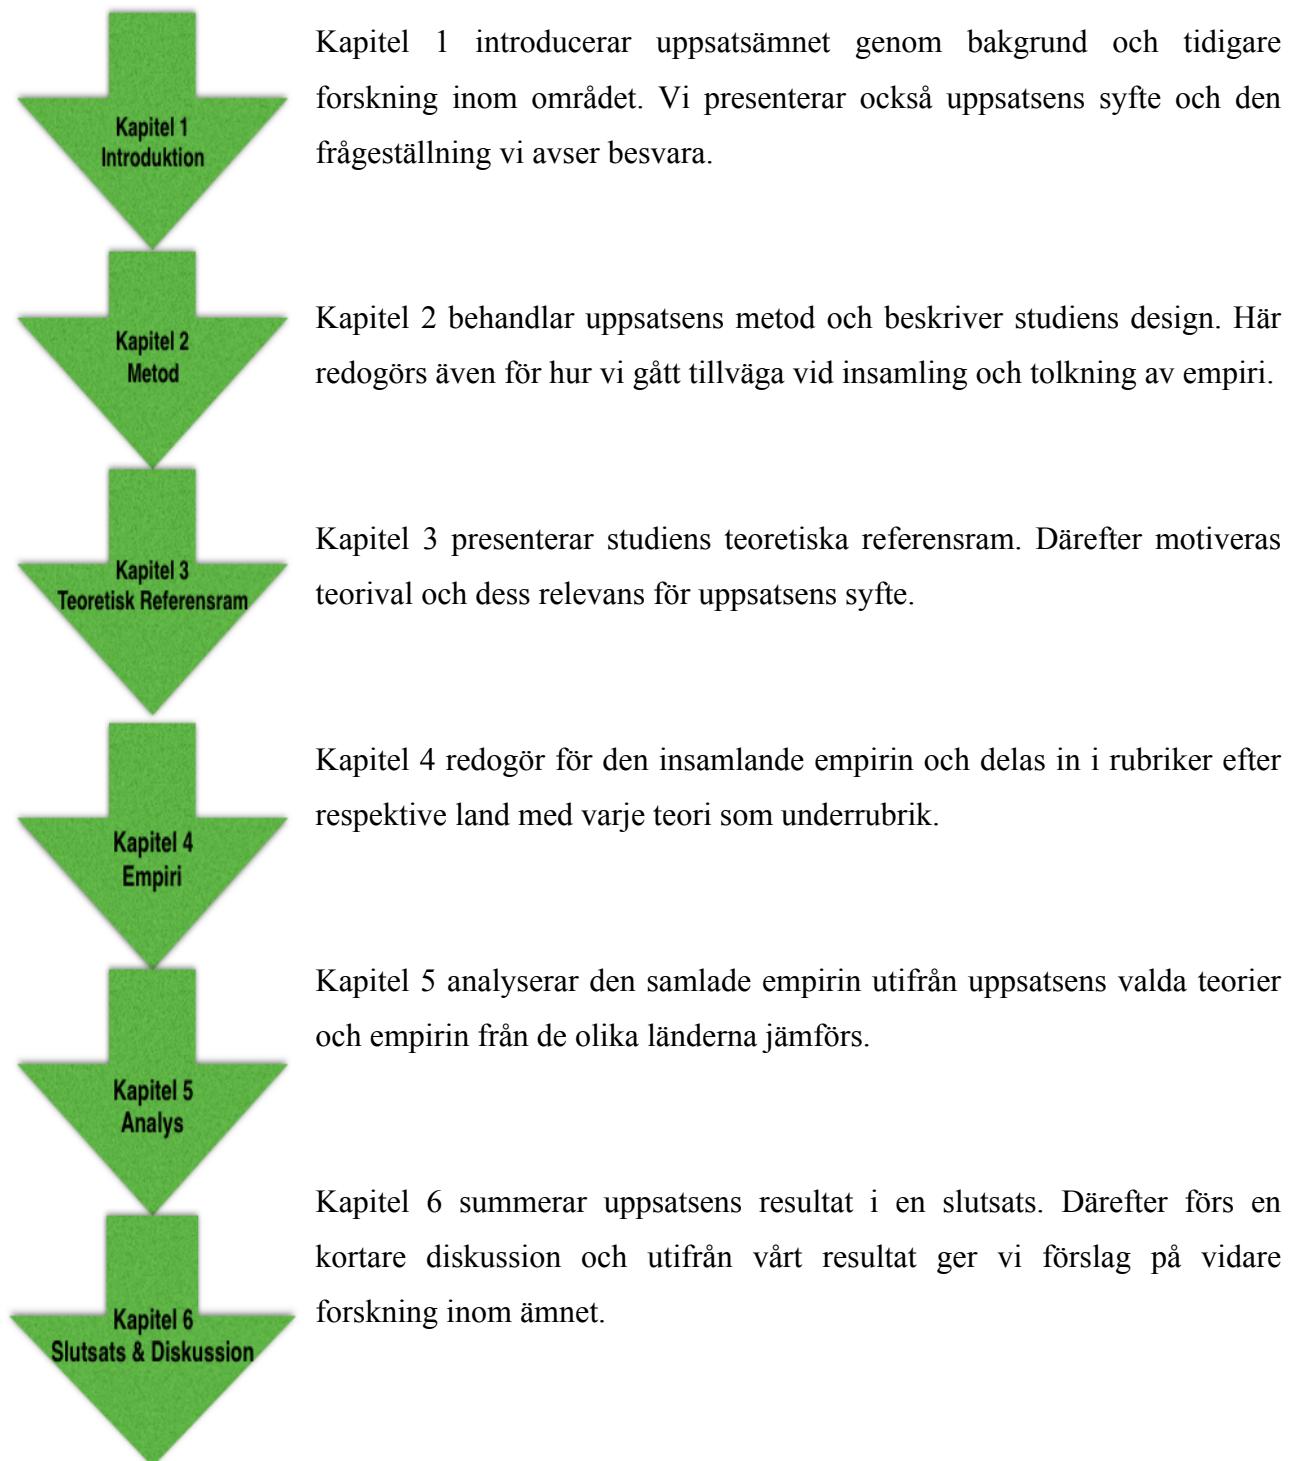 Kapitel 1
Introduktion
Kapitel 1 introducerar uppsatsämnet genom bakgrund och tidigare
forskning inom området. Vi presenterar också uppsatsens syfte och den
frågeställning vi avser besvara.
Kapitel 2
Metod
Kapitel 2 behandlar uppsatsens metod och beskriver studiens design. Här
redogörs även för hur vi gått tillväga vid insamling och tolkning av empiri.
Kapitel 3
Teoretisk Referensram
Kapitel 3 presenterar studiens teoretiska referensram. Därefter motiveras
teorival och dess relevans för uppsatsens syfte.
Kapitel 4
Empiri
Kapitel 4 redogör för den insamlande empirin och delas in i rubriker efter
respektive land med varje teori som underrubrik.
Kapitel 5
Analys
Kapitel 5 analyserar den samlade empirin utifrån uppsatsens valda teorier
och empirin från de olika länderna jämförs.
Kapitel 6
Slutsats & Diskussion
Kapitel 6 summerar uppsatsens resultat i en slutsats. Därefter förs en
kortare diskussion och utifrån vårt resultat ger vi förslag på vidare
forskning inom ämnet.